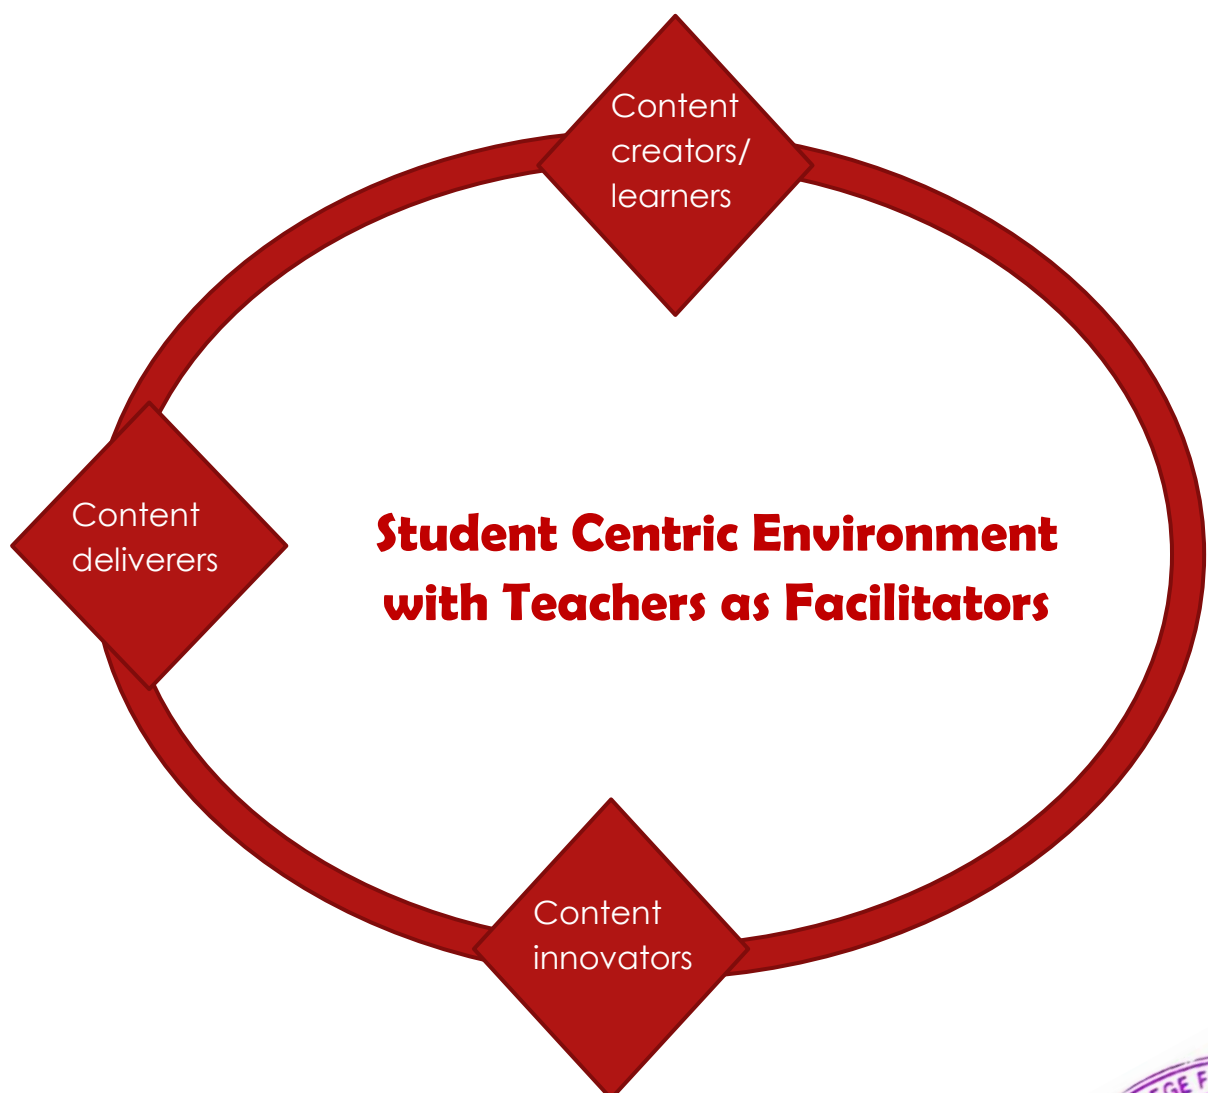 Content
creators/
learners
Content
deliverers
Student Centric Environment
with Teachers as Facilitators
Content
innovators